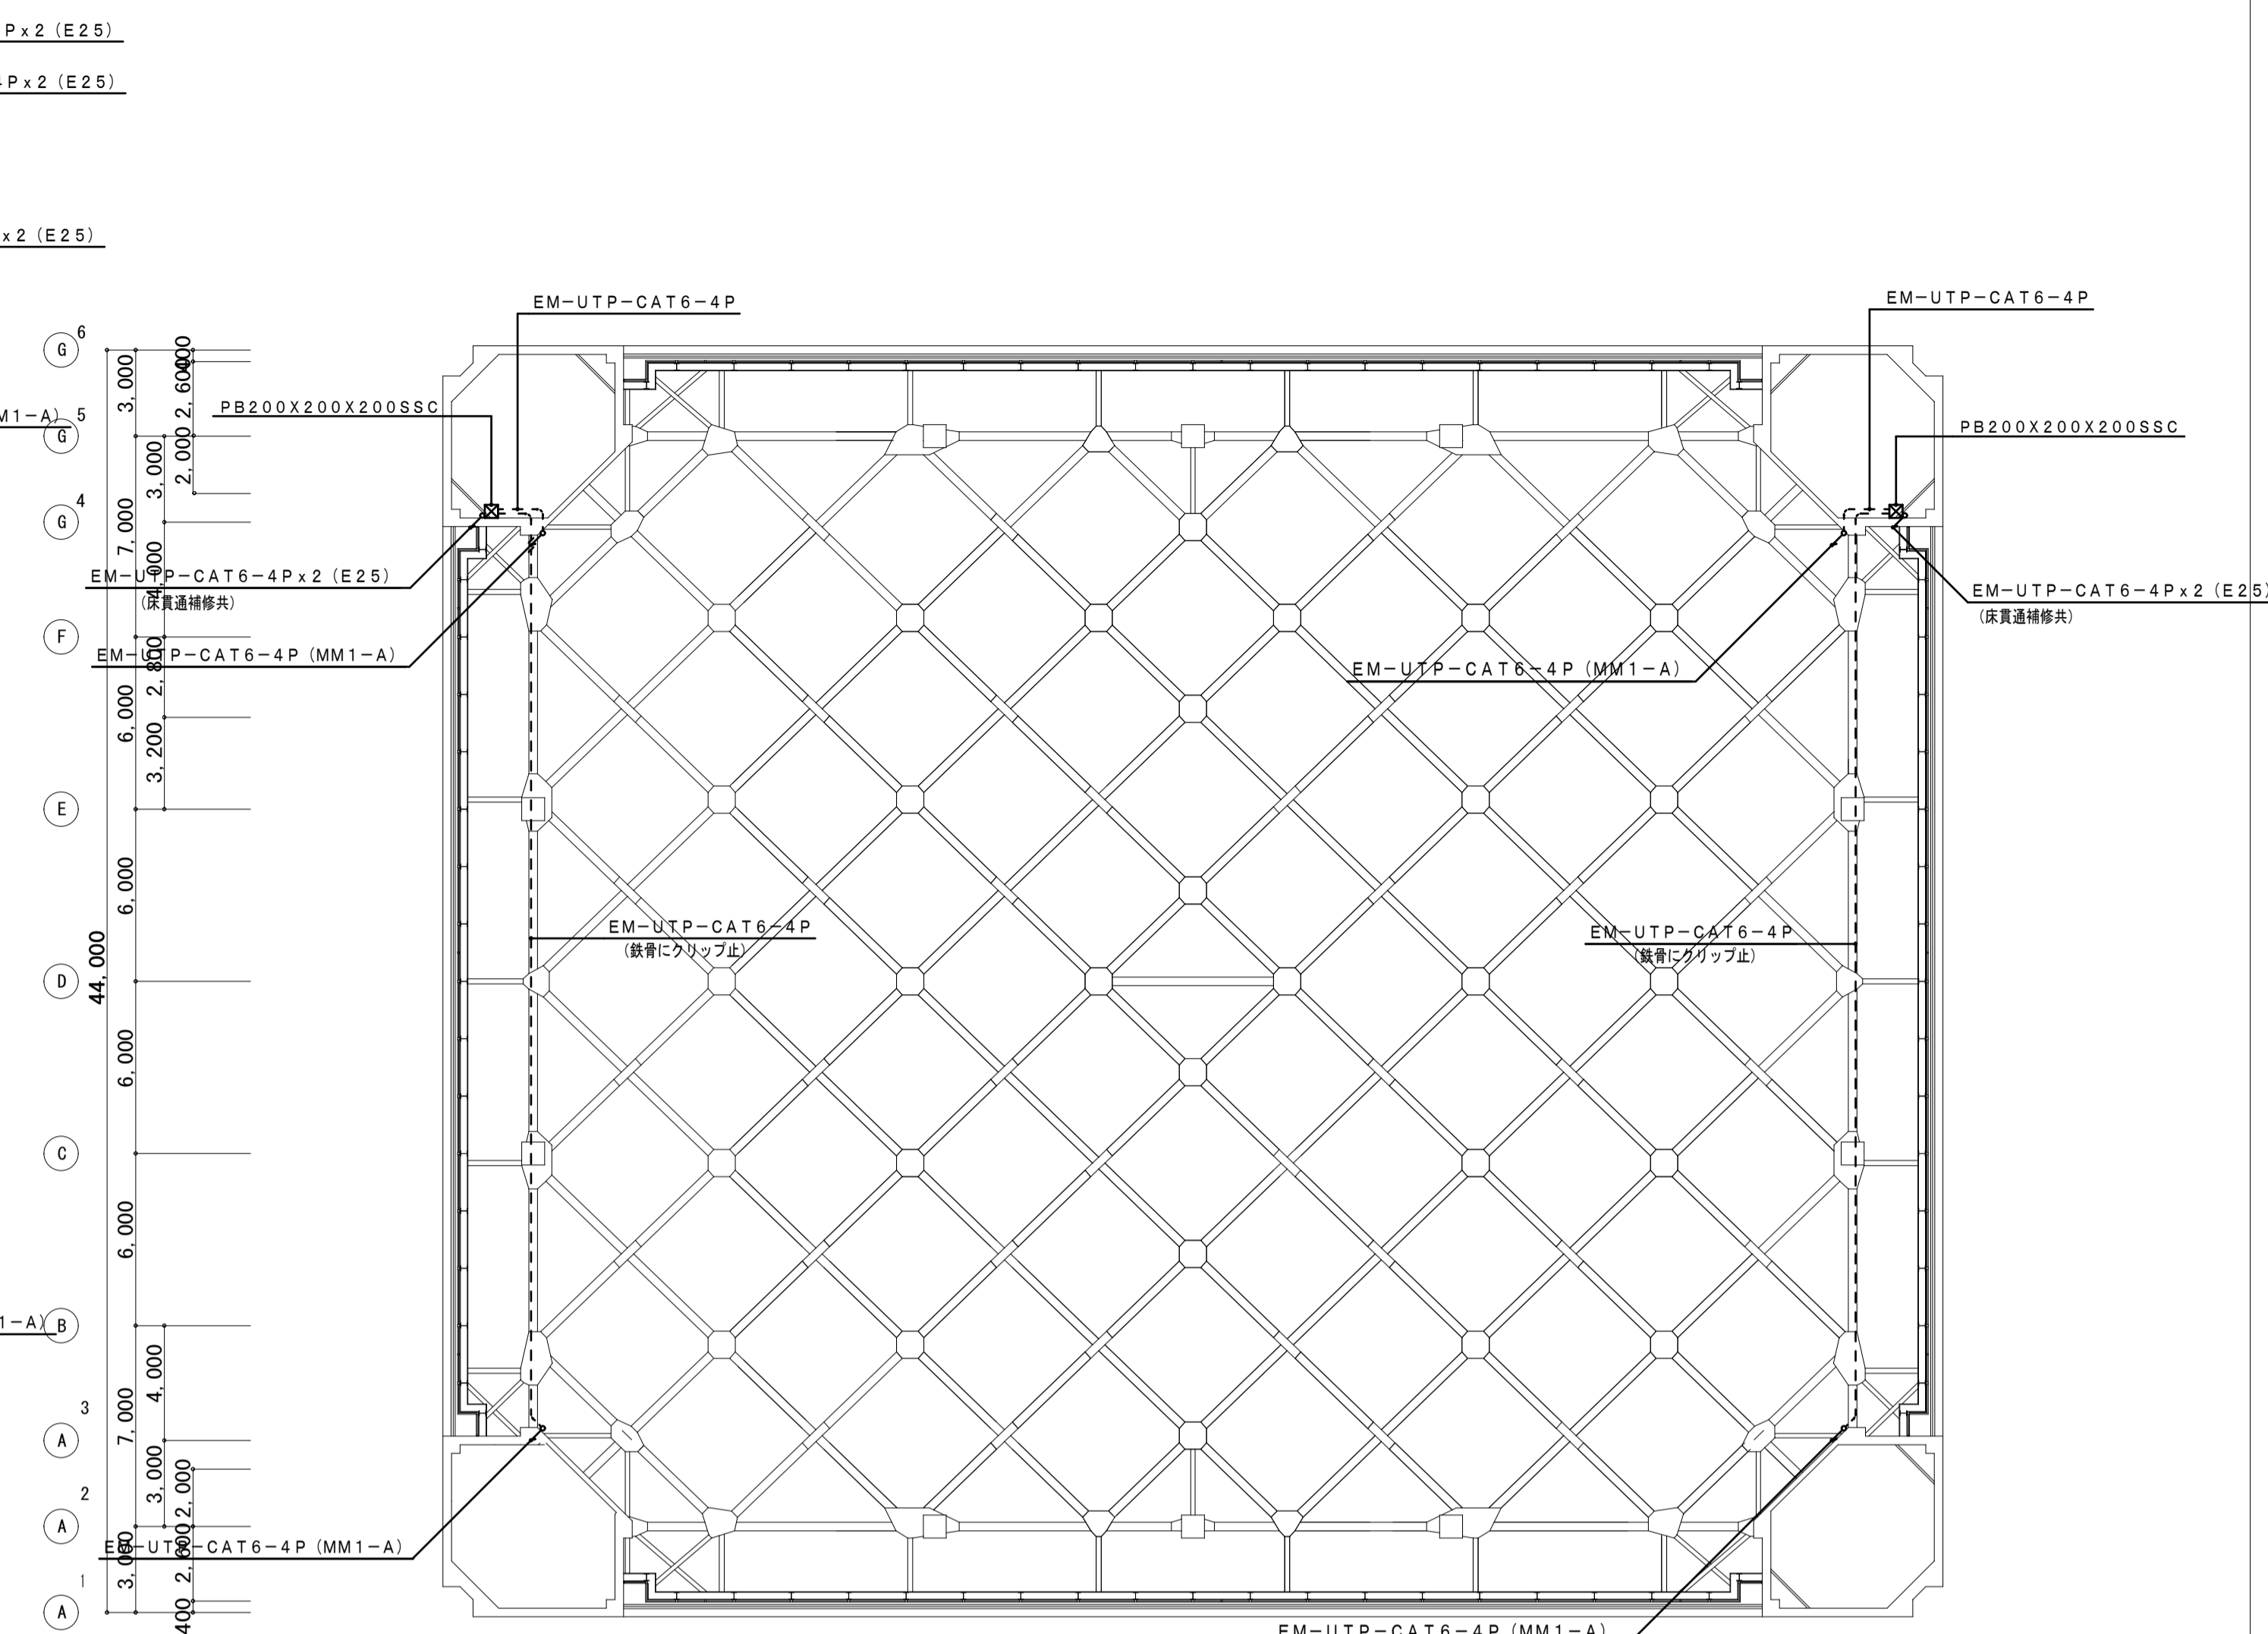 Px2（E25）
4Px2（E25）
x2（E25）
EM－UTP－CAT6－4P
EM－UTP－CAT6－4P
G 6
3,000
2,600
400
PB200X200X200SSC
M1－A）
G 5
2,000
3,000
PB200X200X200SSC
G 4
7,000
4,000
EM－UTP－CAT6－4Px2（E25）
（床貫通補修共）
EM－UTP－CAT6－4Px2（E25）
（床貫通補修共）
F
2,800
EM－UTP－CAT6－4P（MM1－A）
EM－UTP－CAT6－4P（MM1－A）
6,000
3,200
E
6,000
EM－UTP－CAT6－4P
（鉄骨にクリップ止）
EM－UTP－CAT6－4P
（鉄骨にクリップ止）
44,000
D
6,000
C
6,000
1－A）
B
4,000
7,000
A 3
3,000
2,000
A 2
EM－UTP－CAT6－4P（MM1－A）
3,000
2,600
A 1
400
EM－UTP－CAT6－4P（MM1－A）